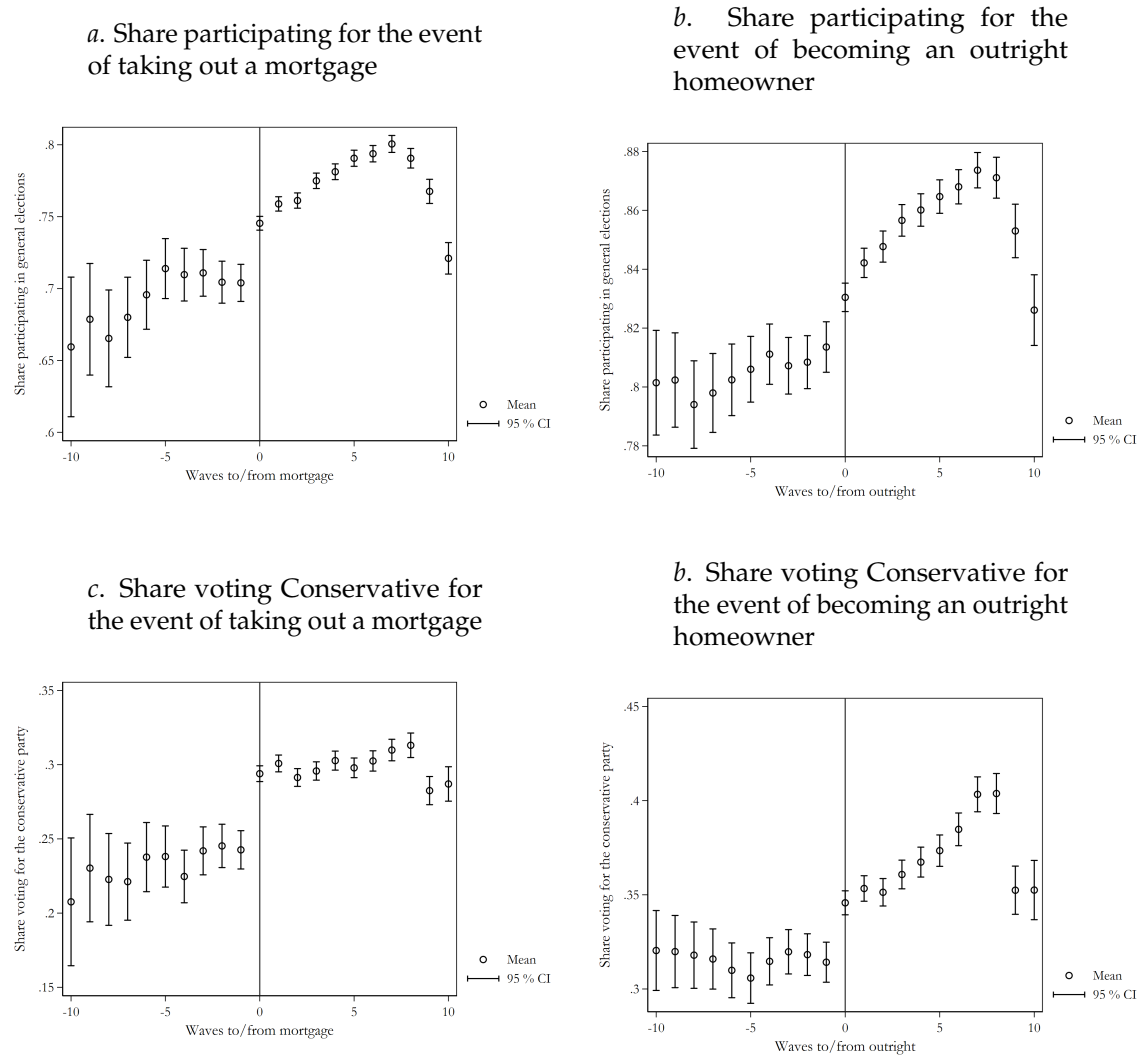 a. Share participating for the event
of taking out a mortgage
.8
.75
.7
.65
.6
Share participating in general elections
-10 -5 0 5 10
Waves to/from mortgage
Mean
95 % CI
b. Share participating for the
event of becoming an outright
homeowner
.88
.86
.84
.82
.8
.78
Share participating in general elections
-10 -5 0 5 10
Waves to/from outright
Mean
95 % CI
c. Share voting Conservative for
the event of taking out a mortgage
.35
.3
.25
.2
.15
Share voting for the conservative party
-10 -5 0 5 10
Waves to/from mortgage
Mean
95 % CI
b. Share voting Conservative for
the event of becoming an outright
homeowner
.45
.4
.35
.3
Share voting for the conservative party
-10 -5 0 5 10
Waves to/from outright
Mean
95 % CI